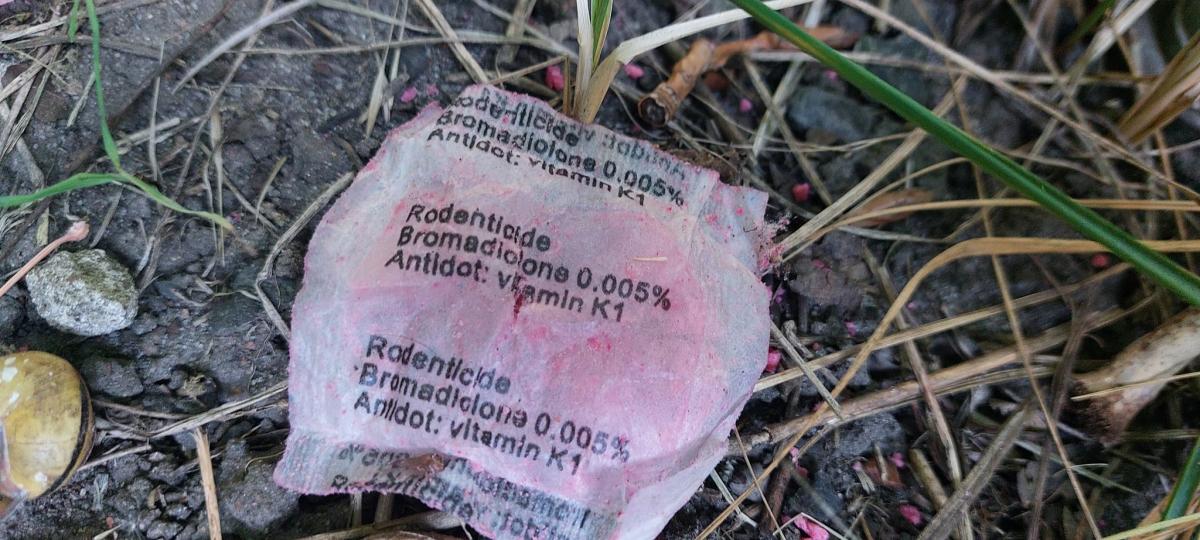 Rodenticide
Bromadiolone 0.005%
Antidot: vitamin K1
Rodenticide
Bromadiolone 0.005%
Antidot: vitamin K1
Rodenticide
Bromadiolone 0.005%
Antidot: vitamin K1